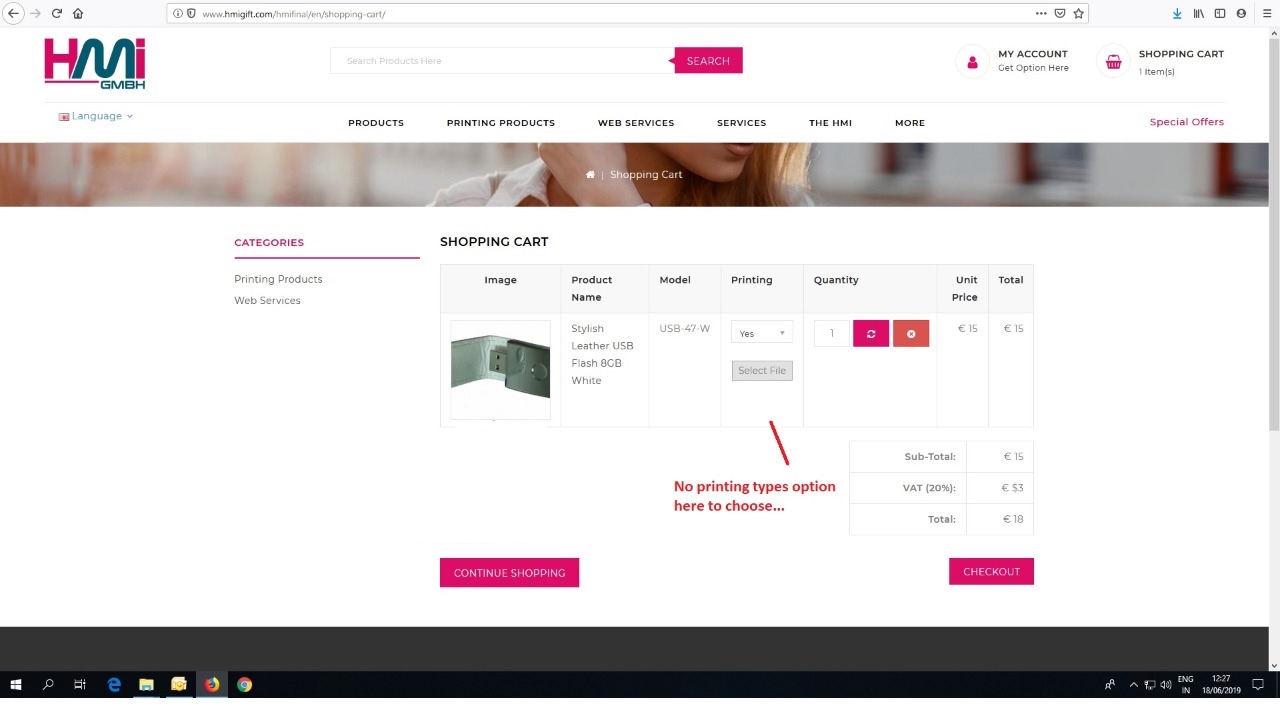 www.hmigift.com/hmifinal/en/shopping-cart/
HMi
GMBH
Search Products Here
SEARCH
MY ACCOUNT
Get Option Here
SHOPPING CART
1 Item(s)
Language
PRODUCTS
PRINTING PRODUCTS
WEB SERVICES
SERVICES
THE HMI
MORE
Special Offers
| Shopping Cart
CATEGORIES
Printing Products
Web Services
SHOPPING CART
Image
Product
Name
Model
Printing
Quantity
Unit
Price
Total
Stylish
Leather USB
Flash 8GB
White
USB-47-W
Yes
Select File
1
€ 15
€ 15
No printing types option
here to choose...
Sub-Total: € 15
VAT (20%): € $3
Total: € 18
CONTINUE SHOPPING
CHECKOUT
ENG
IN
12:27
18/06/2019